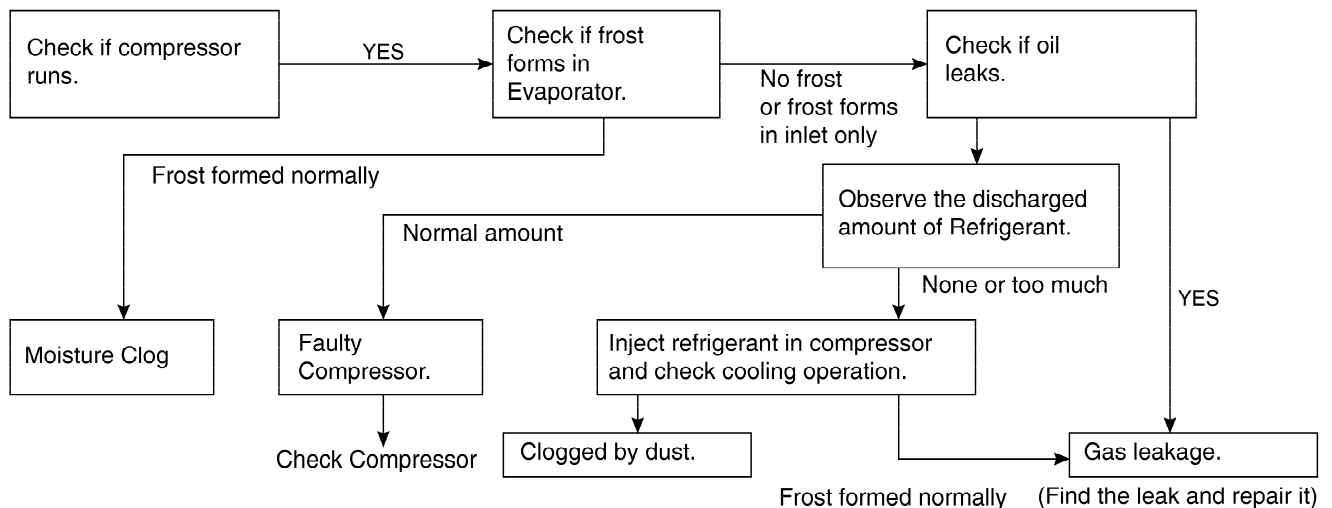 Check if compressor
runs.
YES
Check if frost
forms in
Evaporator.
No frost
or frost forms
in inlet only
Check if oil
leaks.
Frost formed normally
Observe the discharged
amount of Refrigerant.
Normal amount
None or too much
YES
Moisture Clog
Faulty
Compressor.
Inject refrigerant in compressor
and check cooling operation.
Check Compressor
Clogged by dust.
Gas leakage.
Frost formed normally
(Find the leak and repair it)